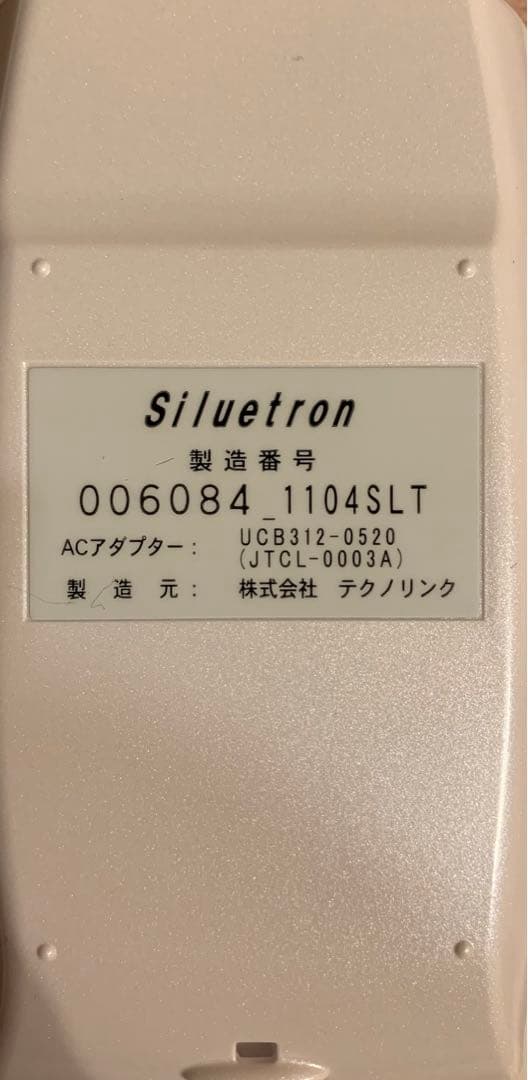 Siluetron
製造番号
006084_1104SLT
ACアダプター： UCB312-0520
(JTCL-0003A)
製造元： 株式会社 テクノリンク